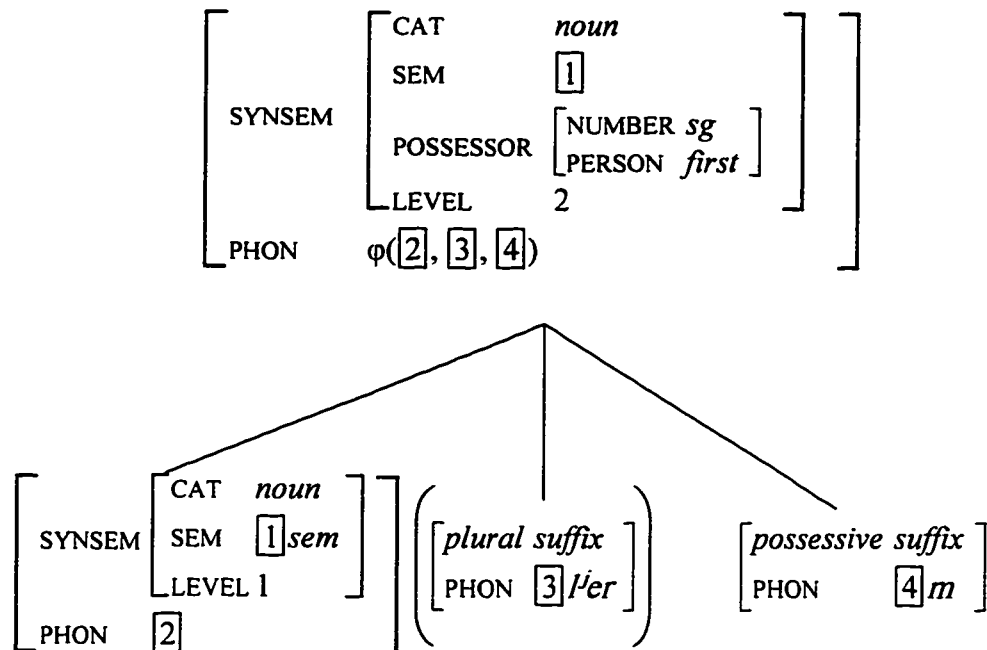 CAT noun
SEM 1
SYNSEM
POSSESSOR NUMBER sg
PERSON first
LEVEL 2
PHON φ(2, 3, 4)
CAT noun
SYNSEM SEM 1 sem
LEVEL 1
PHON 2
plural suffix
PHON 3 lʲer
possessive suffix
PHON 4 m